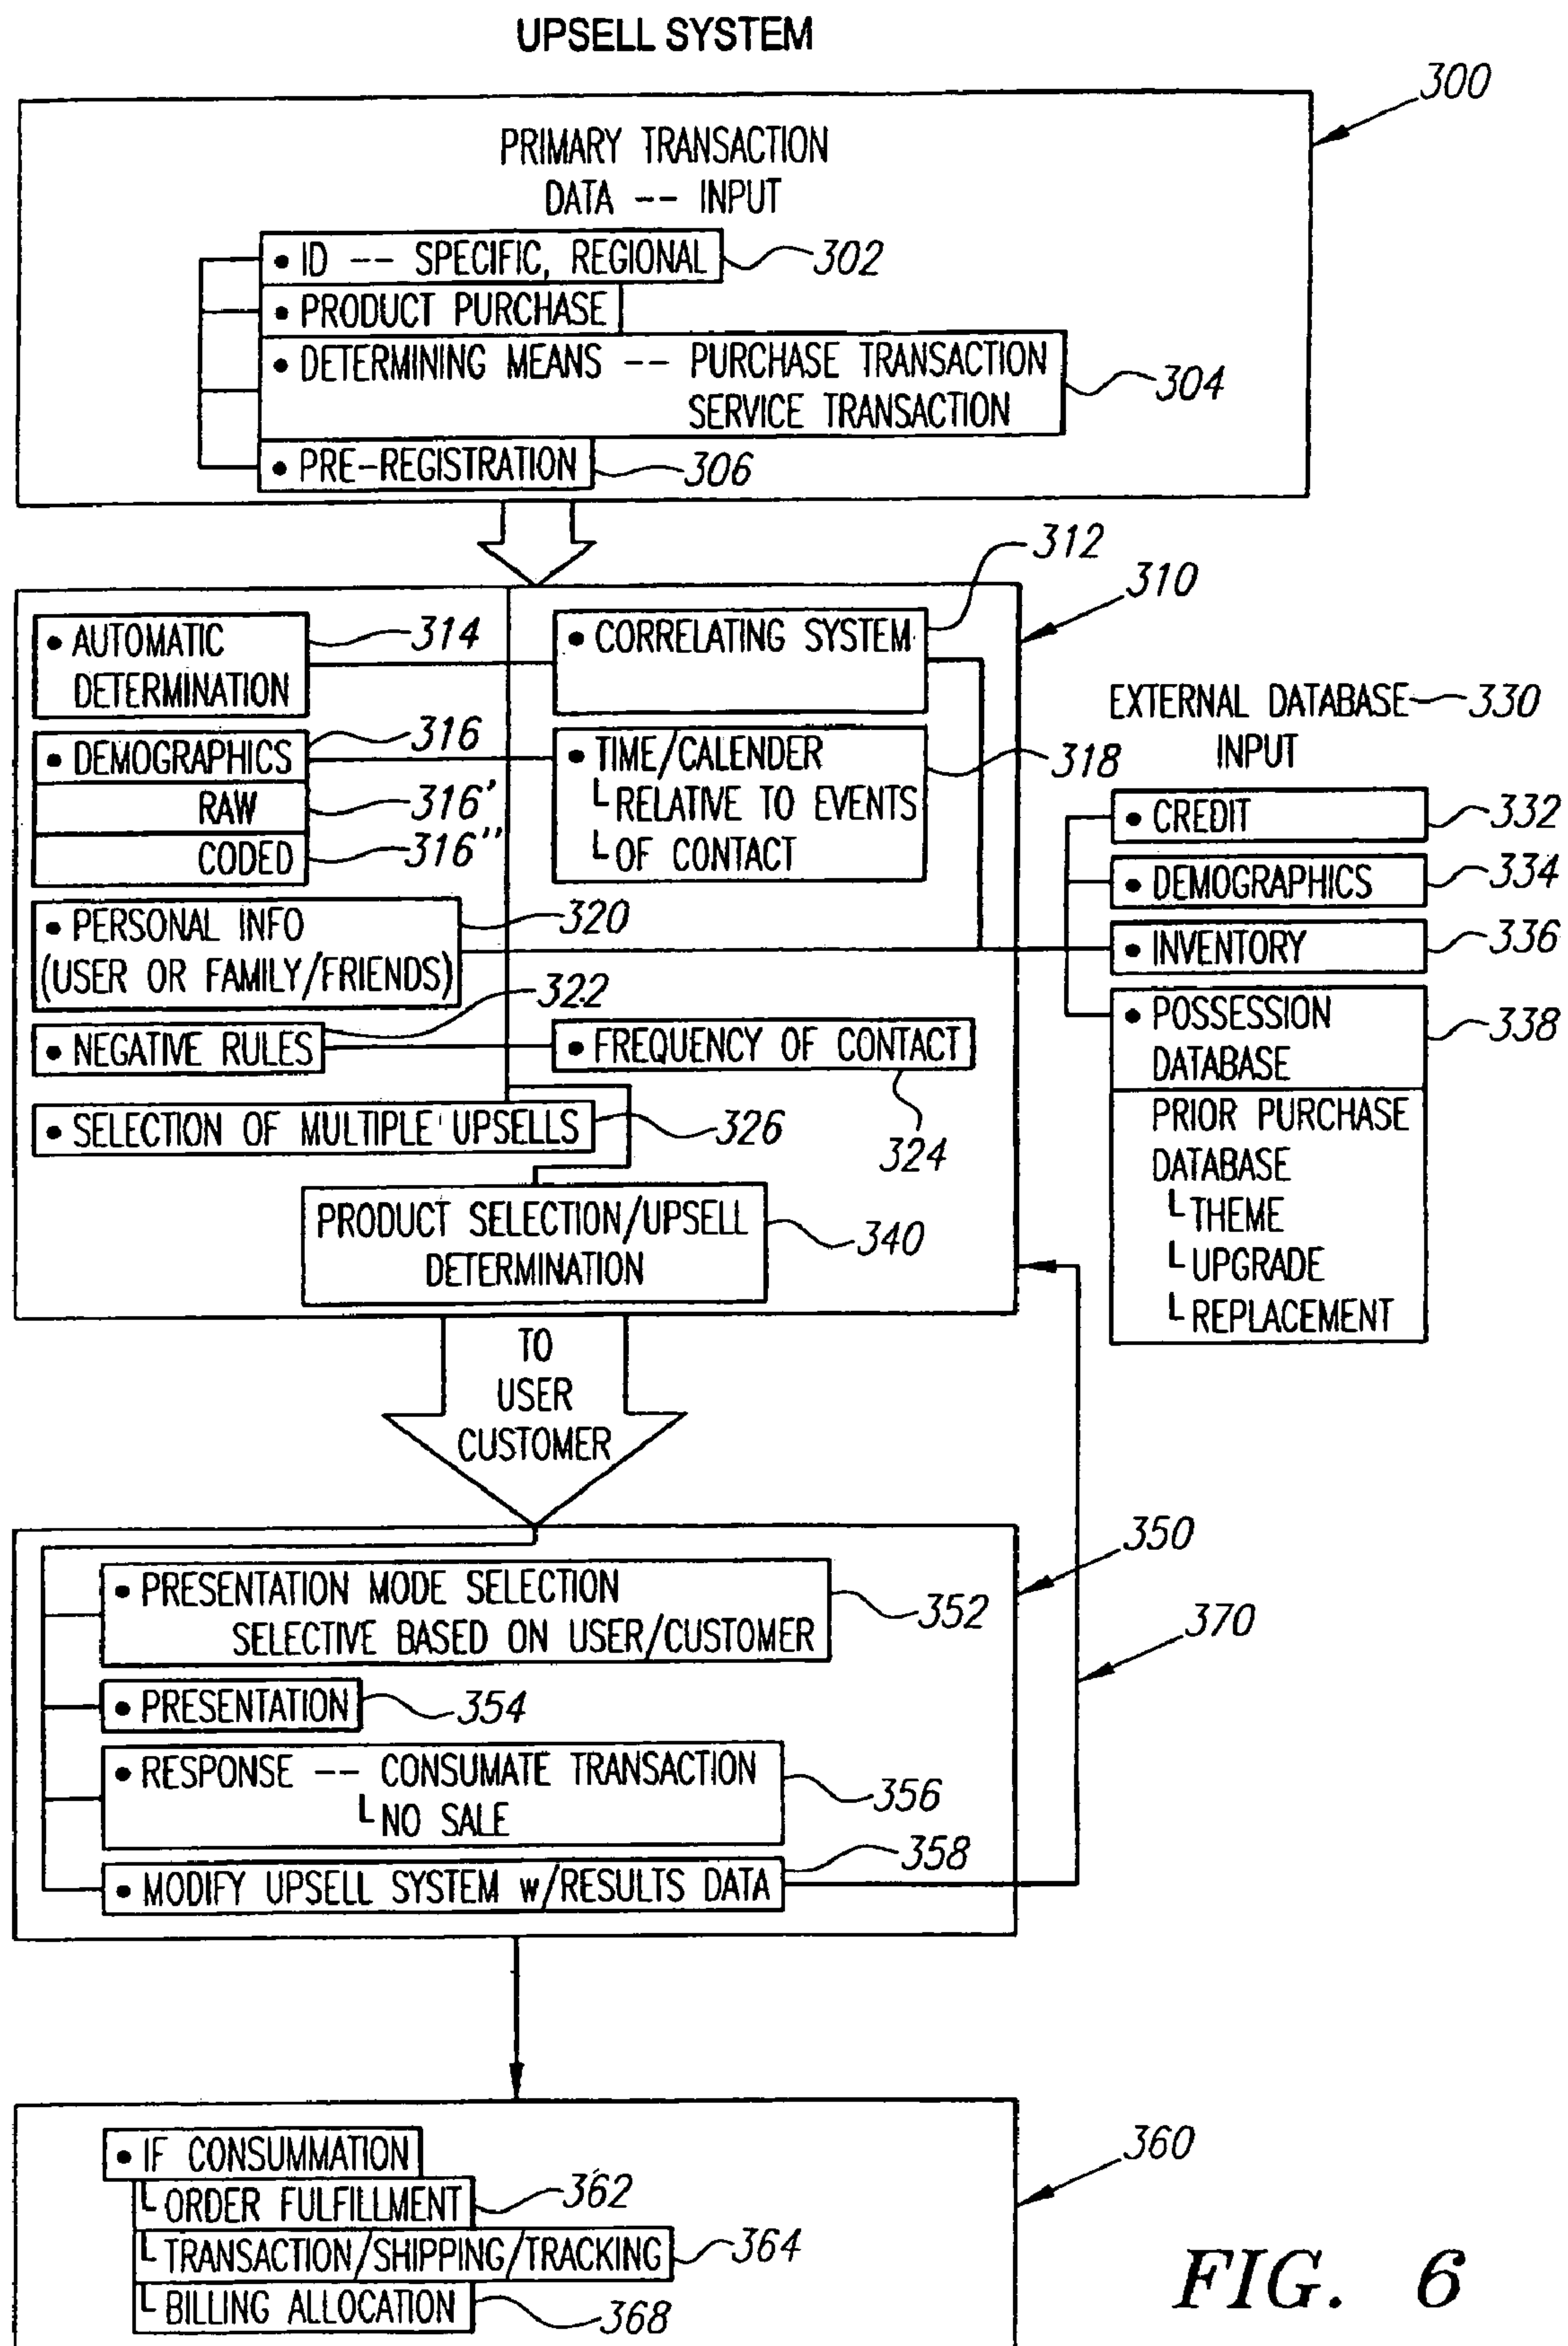 UPSELL SYSTEM
300
PRIMARY TRANSACTION
DATA -- INPUT
• ID -- SPECIFIC, REGIONAL 302
• PRODUCT PURCHASE
• DETERMINING MEANS -- PURCHASE TRANSACTION
SERVICE TRANSACTION 304
• PRE-REGISTRATION 306
310
• AUTOMATIC
DETERMINATION 314
• CORRELATING SYSTEM 312
• DEMOGRAPHICS 316
RAW 316'
CODED 316''
• TIME/CALENDER
└ RELATIVE TO EVENTS
└ OF CONTACT
318
• PERSONAL INFO
(USER OR FAMILY/FRIENDS) 320
• NEGATIVE RULES 322
• FREQUENCY OF CONTACT
324
• SELECTION OF MULTIPLE UPSELLS 326
PRODUCT SELECTION/UPSELL
DETERMINATION 340
EXTERNAL DATABASE 330
INPUT
• CREDIT 332
• DEMOGRAPHICS 334
• INVENTORY 336
• POSSESSION
DATABASE 338
PRIOR PURCHASE
DATABASE
└ THEME
└ UPGRADE
└ REPLACEMENT
TO
USER
CUSTOMER
350
• PRESENTATION MODE SELECTION
SELECTIVE BASED ON USER/CUSTOMER 352
370
• PRESENTATION 354
• RESPONSE -- CONSUMATE TRANSACTION
└ NO SALE 356
• MODIFY UPSELL SYSTEM w/RESULTS DATA 358
360
• IF CONSUMMATION
└ ORDER FULFILLMENT 362
└ TRANSACTION/SHIPPING/TRACKING 364
└ BILLING ALLOCATION 368
FIG. 6